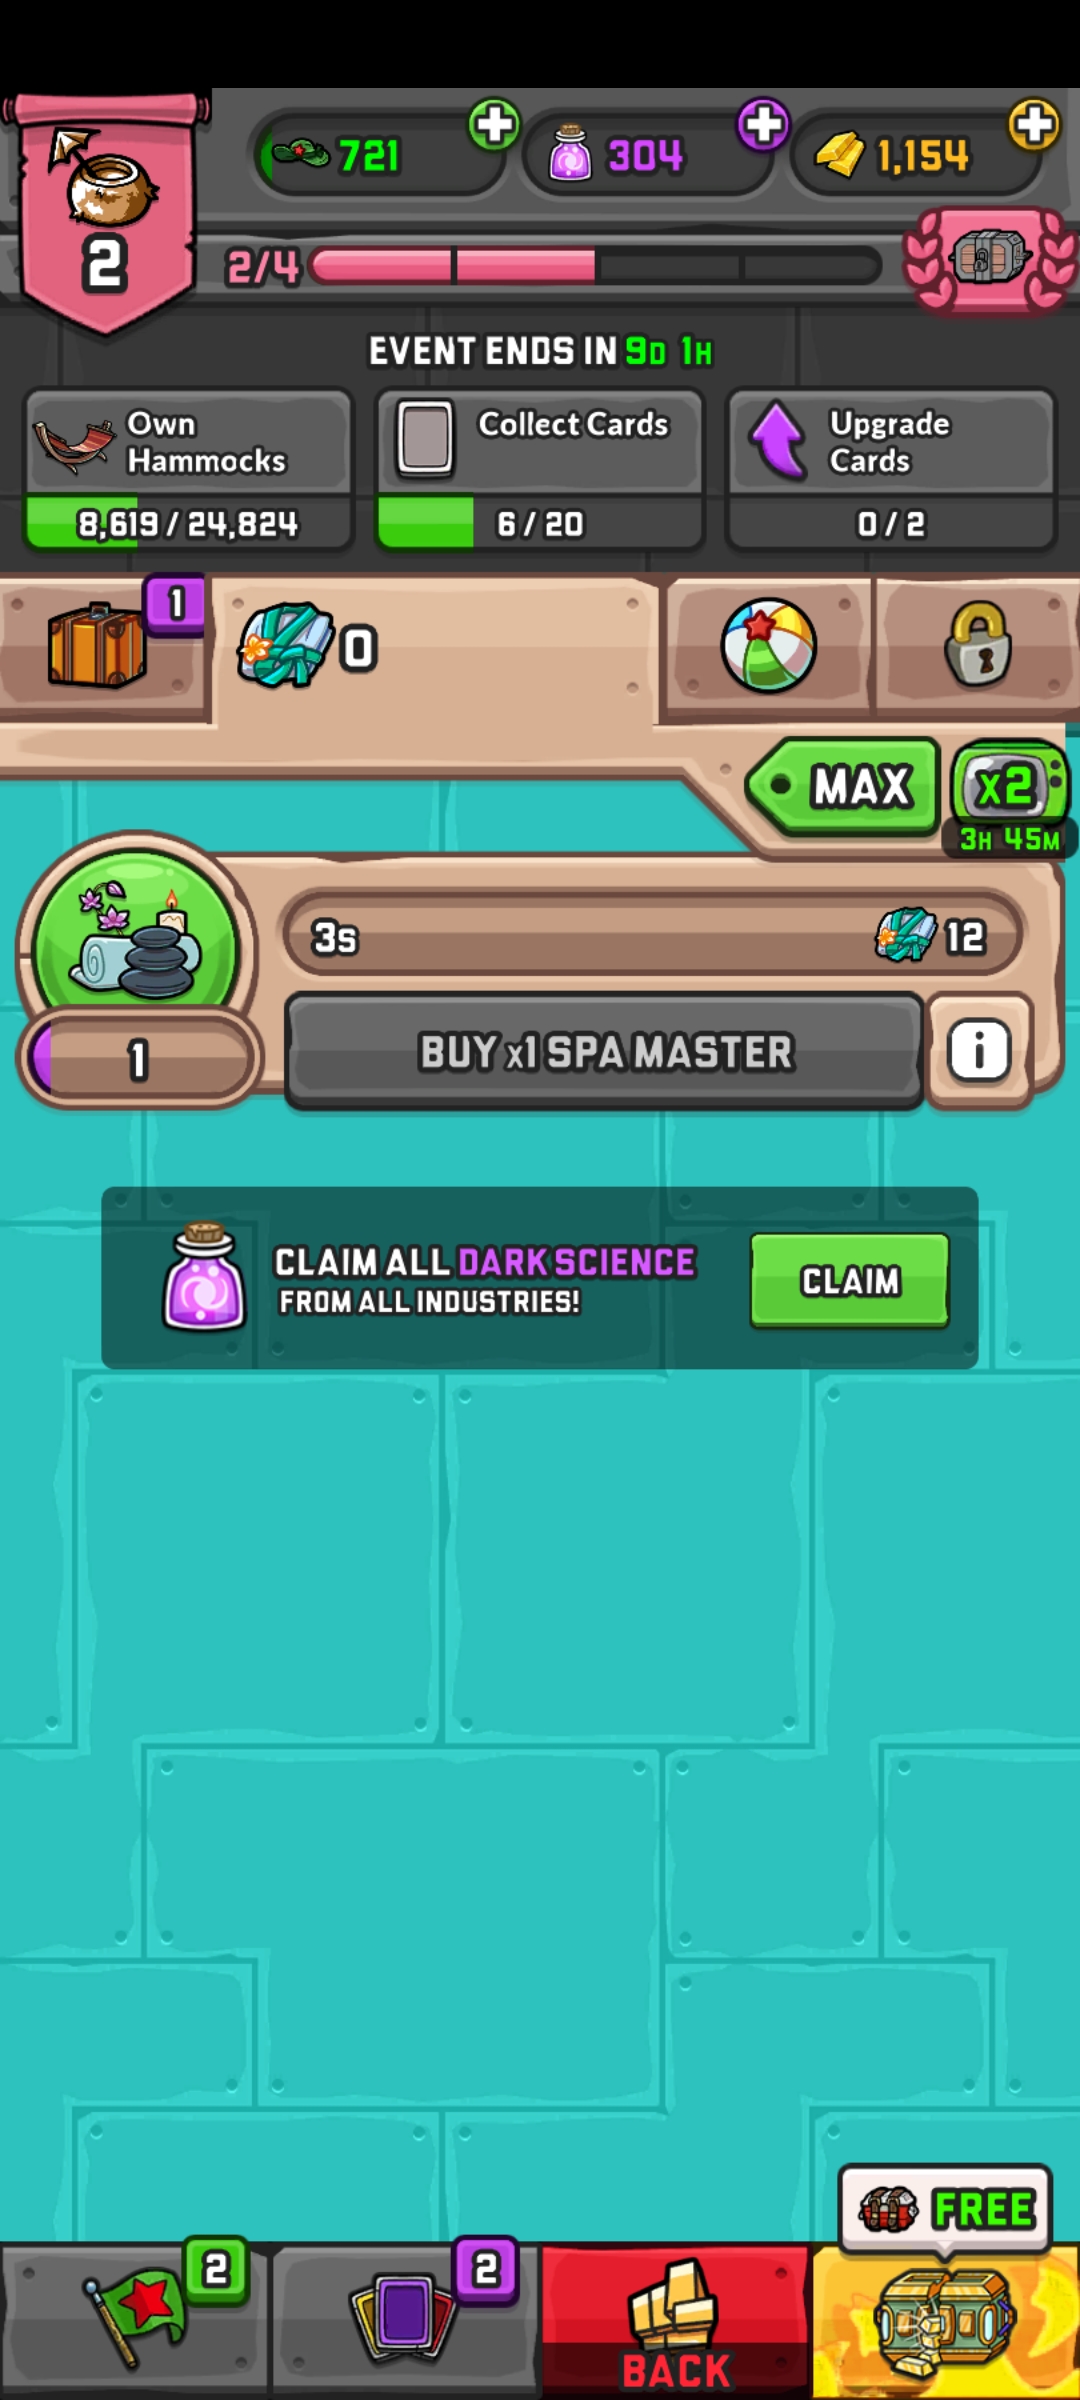 721
304
1,154
2
2/4
EVENT ENDS IN 9D 1H
Own
Hammocks
8,619 / 24,824
Collect Cards
6 / 20
Upgrade
Cards
0 / 2
1
0
MAX
x2
3H 45M
3s
12
1
BUY x1 SPA MASTER
i
CLAIM ALL DARK SCIENCE
FROM ALL INDUSTRIES!
CLAIM
FREE
2
2
BACK